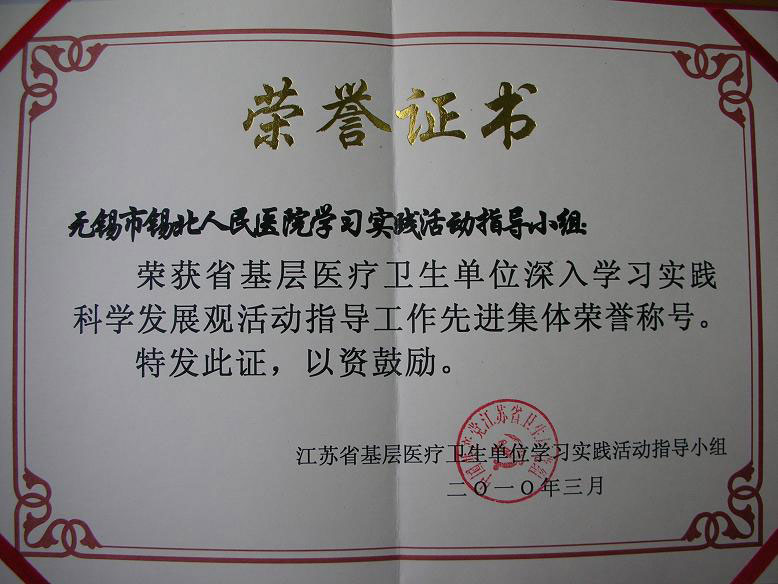 荣誉证书
无锡市锡北人民医院学习实践活动指导小组:
荣获省基层医疗卫生单位深入学习实践
科学发展观活动指导工作先进集体荣誉称号。
特发此证，以资鼓励。
江苏省基层医疗卫生单位学习实践活动指导小组
二〇一〇年三月